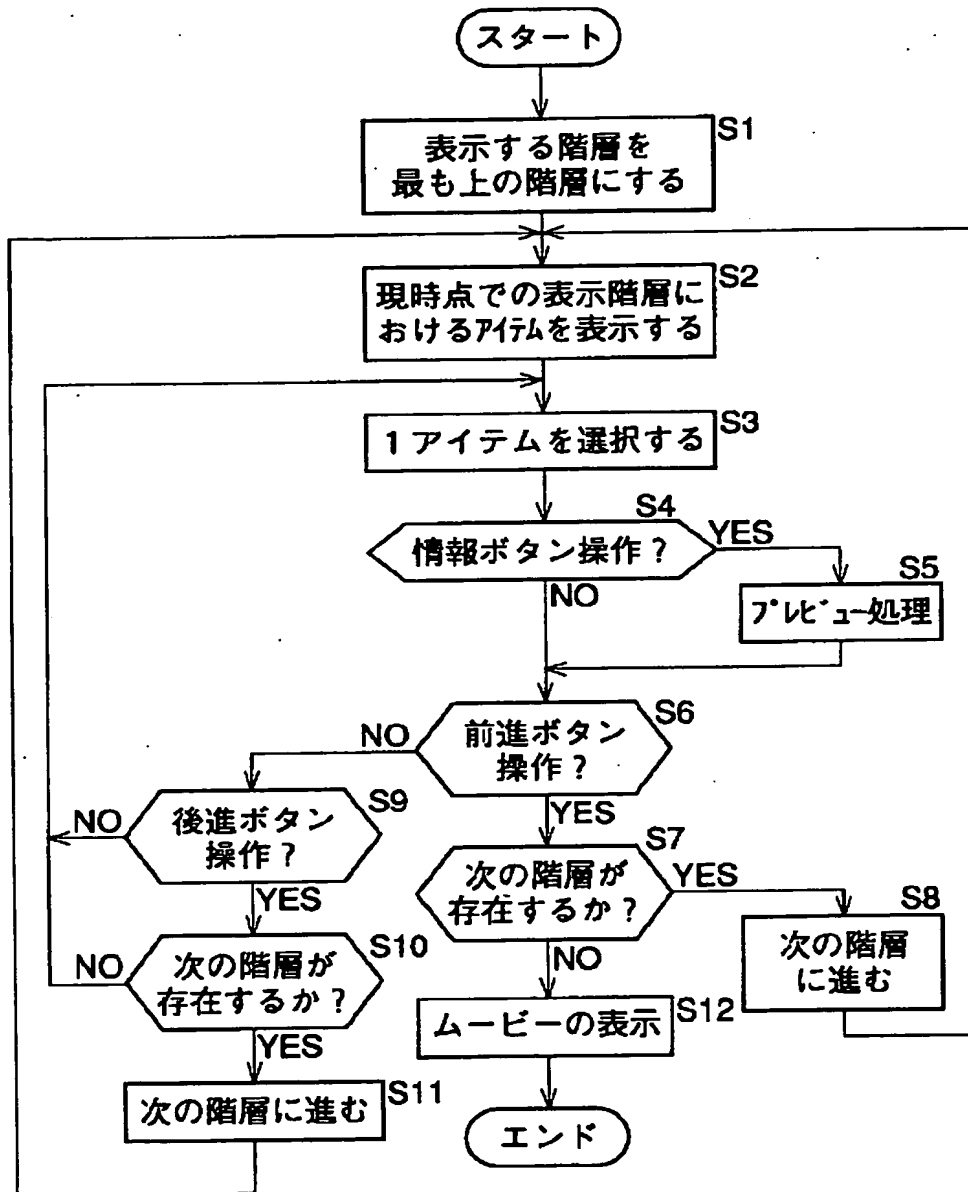 スタート
S1
表示する階層を
最も上の階層にする
S2
現時点での表示階層に
おけるアイテムを表示する
S3
1アイテムを選択する
S4
情報ボタン操作?
YES
NO
S5
プレビュー処理
S6
前進ボタン
操作?
NO
YES
S9
後進ボタン
操作?
NO
YES
S7
次の階層が
存在するか?
YES
NO
S8
次の階層
に進む
S10
次の階層が
存在するか?
NO
YES
S12
ムービーの表示
S11
次の階層に進む
エンド